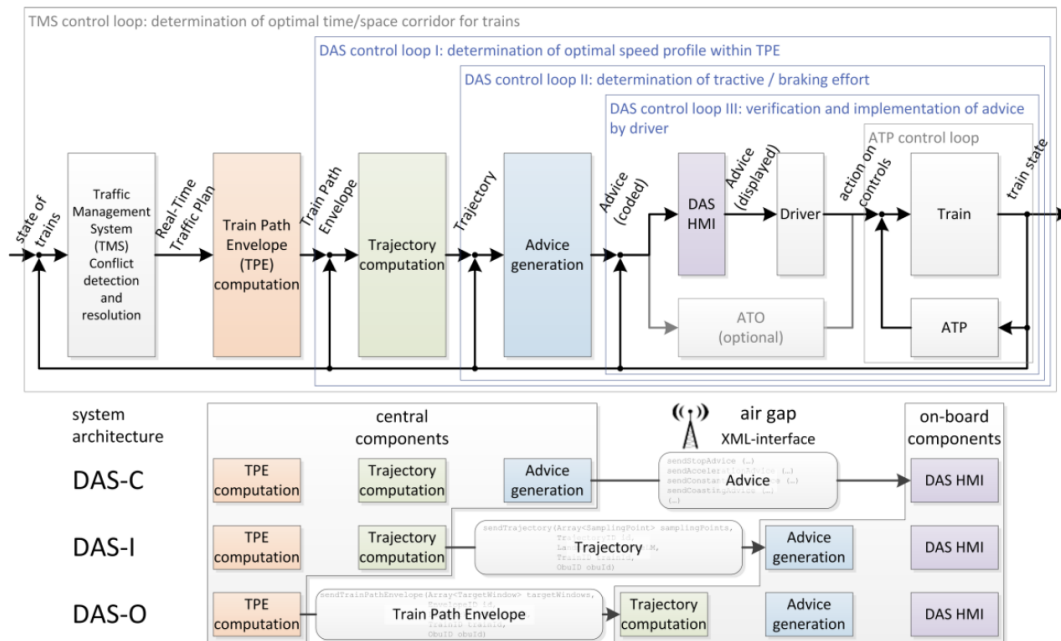 TMS control loop: determination of optimal time/space corridor for trains
DAS control loop I: determination of optimal speed profile within TPE
DAS control loop II: determination of tractive / braking effort
DAS control loop III: verification and implementation of advice
by driver
ATP control loop
state of
trains
Traffic
Management
System
(TMS)
Conflict
detection
and
resolution
Real-Time
Traffic Plan
Train Path
Envelope
(TPE)
computation
Train Path
Envelope
Trajectory
computation
Trajectory
Advice
generation
Advice
(coded)
DAS
HMI
Advice
(displayed)
Driver
action on
controls
Train
train state
ATO
(optional)
ATP
system
architecture
central
components
air gap
XML-interface
on-board
components
DAS-C
TPE
computation
Trajectory
computation
Advice
generation
sendStopAdvice (…)
(…)
(…)
(…)
(…)
Advice
DAS HMI
DAS-I
TPE
computation
Trajectory
computation
sendTrajectory(Array<SamplingPoint> samplingPoints,
Trajectory
ObuID obuId)
Advice
generation
DAS HMI
DAS-O
TPE
computation
sendTrainPathEnvelope(Array<TargetWindow> targetWindows,
Train Path Envelope
ObuID obuId)
Trajectory
computation
Advice
generation
DAS HMI